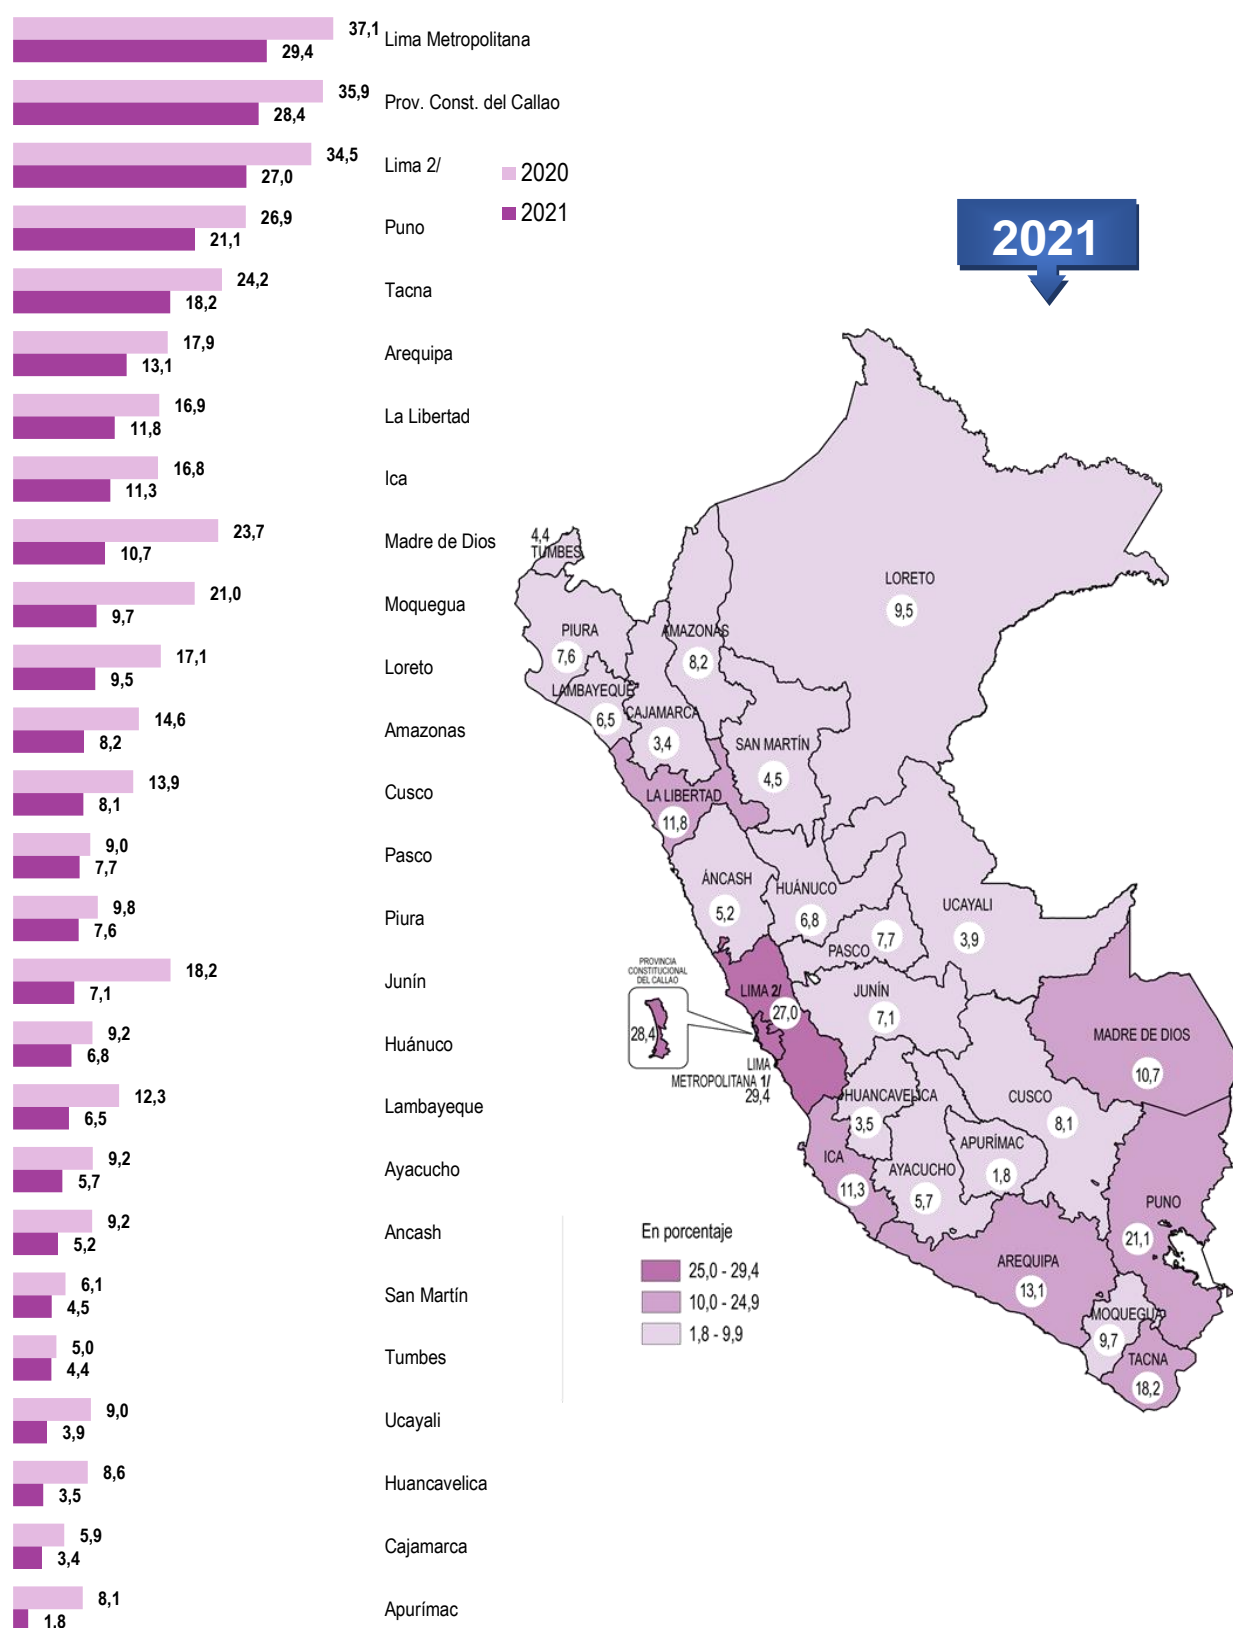 37,1
Lima Metropolitana
29,4
35,9
Prov. Const. del Callao
28,4
34,5
Lima 2/
27,0
26,9
Puno
21,1
24,2
Tacna
18,2
17,9
Arequipa
13,1
16,9
La Libertad
11,8
16,8
Ica
11,3
23,7
Madre de Dios
10,7
21,0
Moquegua
9,7
17,1
Loreto
9,5
14,6
Amazonas
8,2
13,9
Cusco
8,1
9,0
Pasco
7,7
9,8
Piura
7,6
18,2
Junín
7,1
9,2
Huánuco
6,8
12,3
Lambayeque
6,5
9,2
Ayacucho
5,7
9,2
Ancash
5,2
6,1
San Martín
4,5
5,0
Tumbes
4,4
9,0
Ucayali
3,9
8,6
Huancavelica
3,5
5,9
Cajamarca
3,4
8,1
Apurímac
1,8
2020
2021
2021
4,4
TUMBES
LORETO
9,5
PIURA
7,6
AMAZONAS
8,2
LAMBAYEQUE
6,5
CAJAMARCA
3,4
SAN MARTÍN
4,5
LA LIBERTAD
11,8
ÁNCASH
5,2
HUÁNUCO
6,8
UCAYALI
3,9
PASCO
7,7
PROVINCIA
CONSTITUCIONAL
DEL CALLAO
28,4
LIMA 2/
27,0
JUNÍN
7,1
MADRE DE DIOS
10,7
LIMA
METROPOLITANA 1/
29,4
HUANCAVELICA
3,5
CUSCO
8,1
APURÍMAC
1,8
ICA
11,3
AYACUCHO
5,7
PUNO
21,1
AREQUIPA
13,1
MOQUEGUA
9,7
TACNA
18,2
En porcentaje
25,0 - 29,4
10,0 - 24,9
1,8 - 9,9